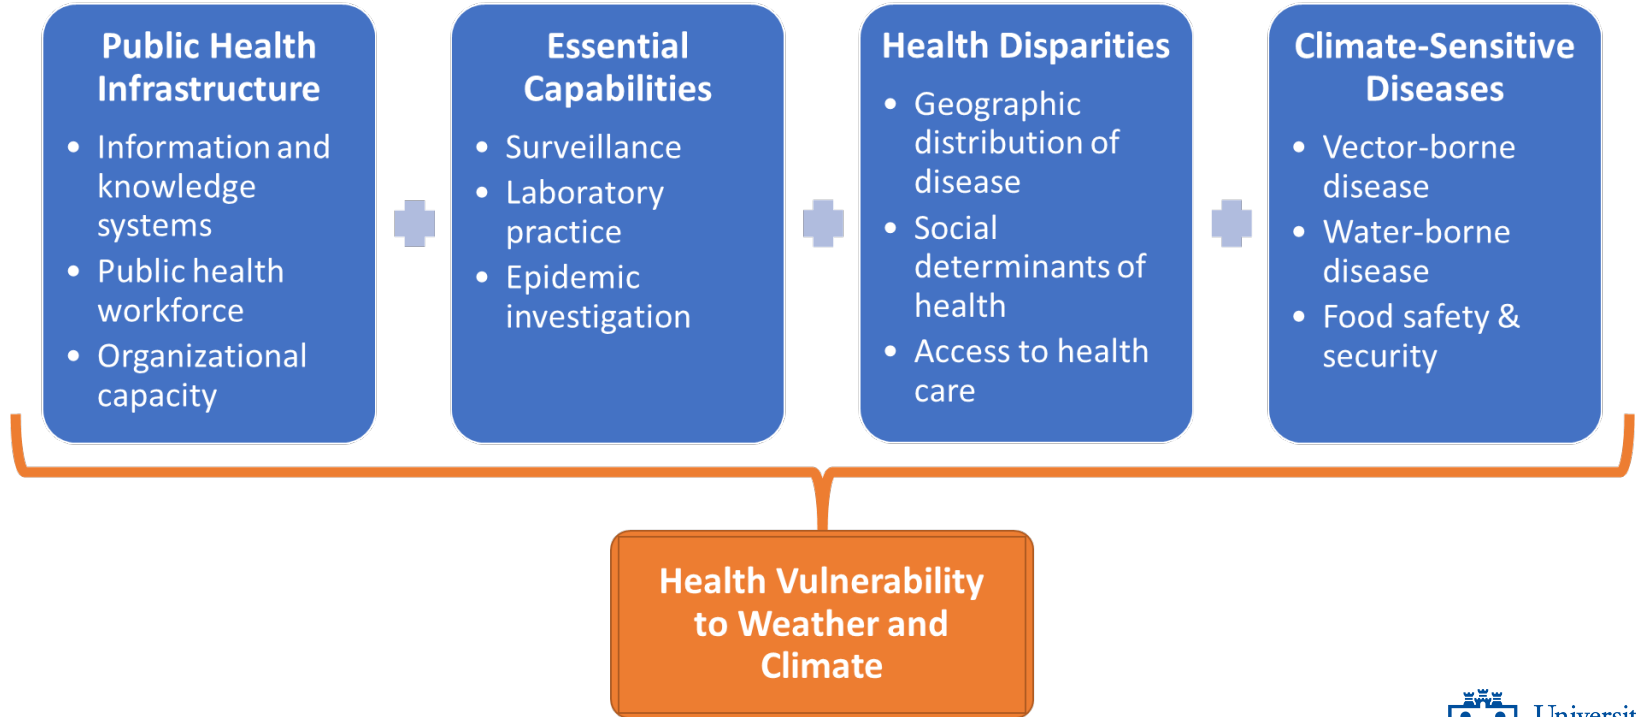 Public Health
Infrastructure
• Information and
knowledge
systems
• Public health
workforce
• Organizational
capacity
Essential
Capabilities
• Surveillance
• Laboratory
practice
• Epidemic
investigation
Health Disparities
• Geographic
distribution of
disease
• Social
determinants of
health
• Access to health
care
Climate-Sensitive
Diseases
• Vector-borne
disease
• Water-borne
disease
• Food safety &
security
Health Vulnerability
to Weather and
Climate